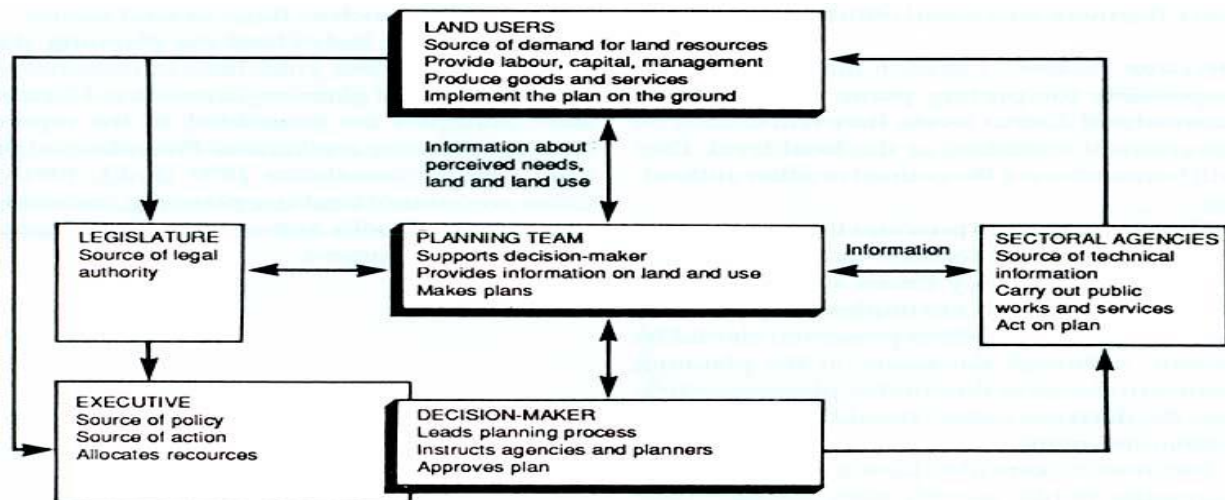 LAND USERS
Source of demand for land resources
Provide labour, capital, management
Produce goods and services
Implement the plan on the ground
Information about
perceived needs,
land and land use
LEGISLATURE
Source of legal
authority
PLANNING TEAM
Supports decision-maker
Provides information on land and use
Makes plans
Information
SECTORAL AGENCIES
Source of technical
information
Carry out public
works and services
Act on plan
EXECUTIVE
Source of policy
Source of action
Allocates recources
DECISION-MAKER
Leads planning process
Instructs agencies and planners
Approves plan